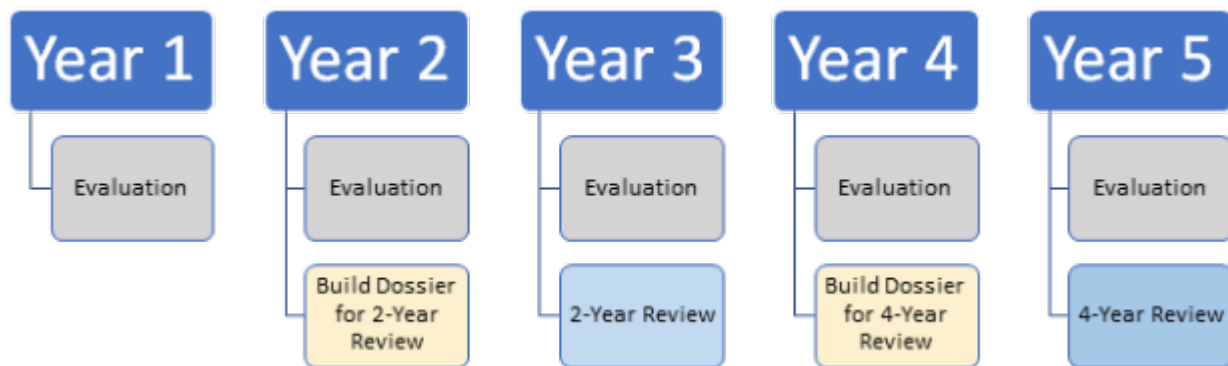 Year 1
Evaluation
Year 2
Evaluation
Build Dossier
for 2-Year
Review
Year 3
Evaluation
2-Year Review
Year 4
Evaluation
Build Dossier
for 4-Year
Review
Year 5
Evaluation
4-Year Review